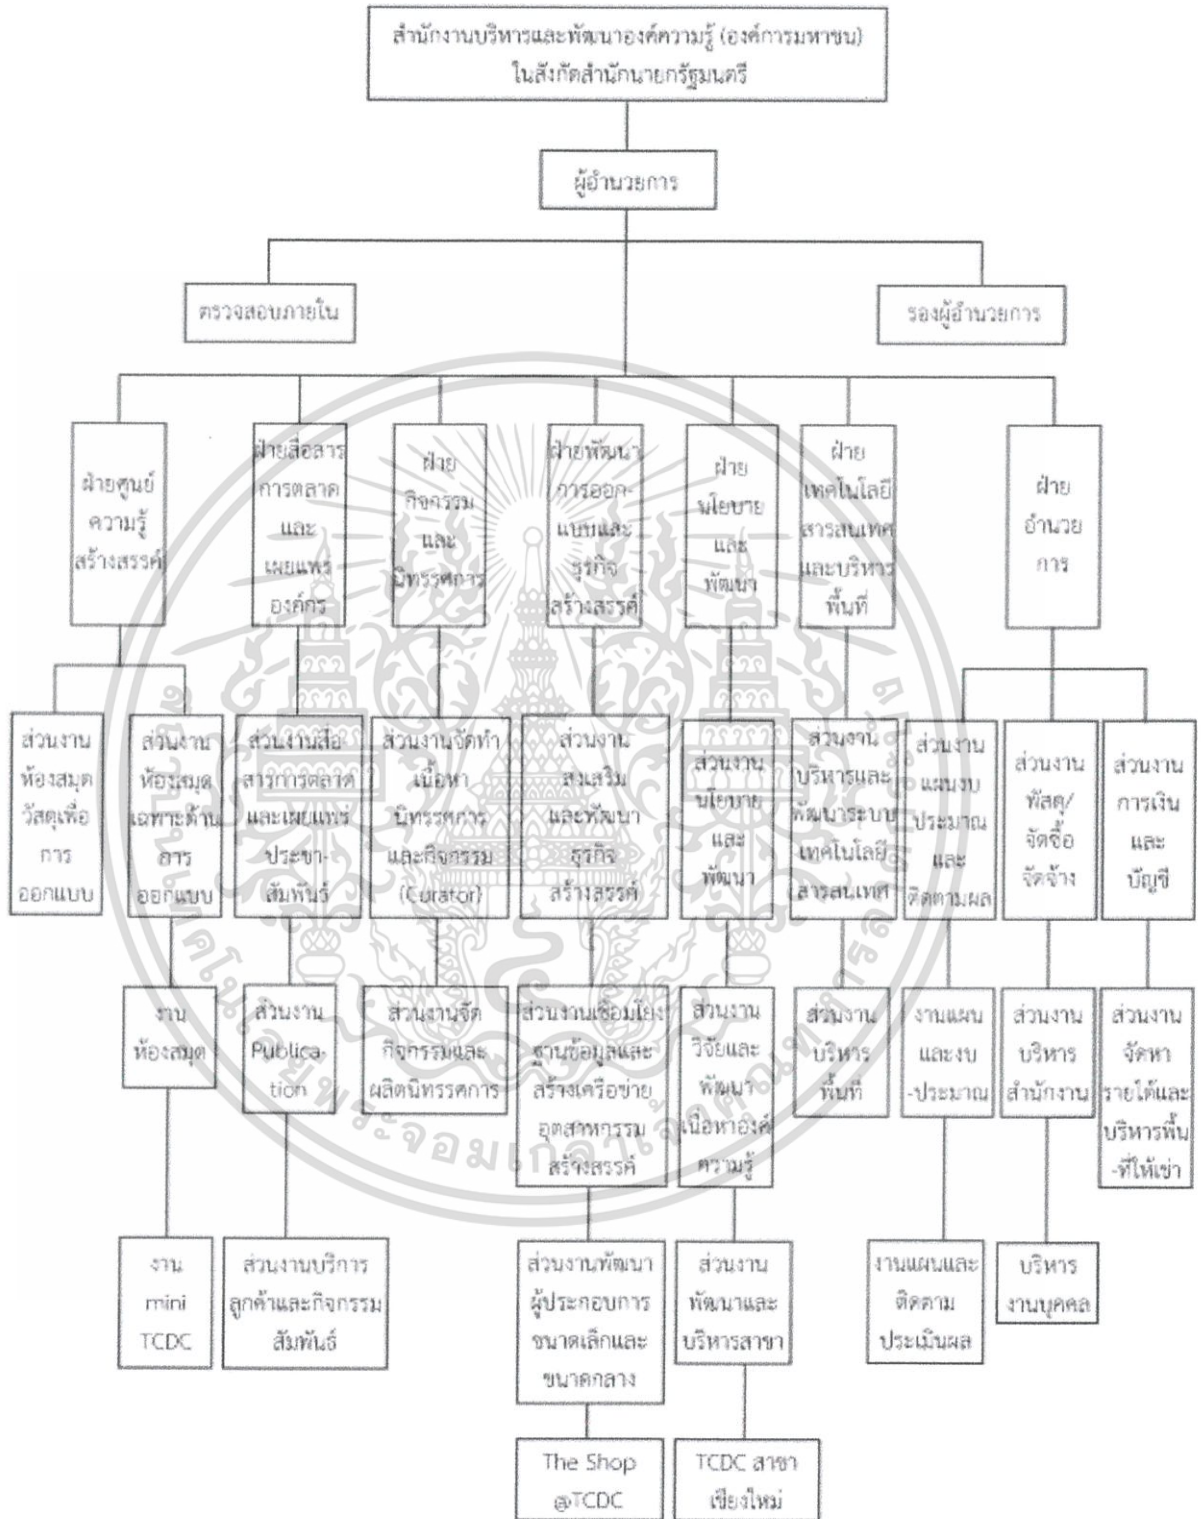 สำนักงานบริหารและพัฒนาองค์ความรู้ (องค์การมหาชน)
ในสังกัดสำนักนายกรัฐมนตรี
ผู้อำนวยการ
ตรวจสอบภายใน
รองผู้อำนวยการ
ฝ่ายศูนย์
ความรู้
สร้างสรรค์
ฝ่ายสื่อสาร
การตลาด
และ
เผยแพร่
องค์กร
ฝ่าย
กิจกรรม
และ
นิทรรศการ
ฝ่ายพัฒนา
การออก-
แบบและ
ธุรกิจ
สร้างสรรค์
ฝ่าย
นโยบาย
และ
พัฒนา
ฝ่าย
เทคโนโลยี
สารสนเทศ
และบริหาร
พื้นที่
ฝ่าย
อำนวย
การ
ส่วนงาน
ห้องสมุด
วัสดุเพื่อ
การ
ออกแบบ
ส่วนงาน
ห้องสมุด
เฉพาะด้าน
การ
ออกแบบ
ส่วนงานสื่อ-
สารการตลาด
และเผยแพร่
ประชา-
สัมพันธ์
ส่วนงานจัดทำ
เนื้อหา
นิทรรศการ
และกิจกรรม
(Curator)
ส่วนงาน
ส่งเสริม
และพัฒนา
ธุรกิจ
สร้างสรรค์
ส่วนงาน
นโยบาย
และ
พัฒนา
ส่วนงาน
บริหารและ
พัฒนาระบบ
เทคโนโลยี
สารสนเทศ
ส่วนงาน
แผนงบ
ประมาณ
และ
ติดตามผล
ส่วนงาน
พัสดุ/
จัดซื้อ
จัดจ้าง
ส่วนงาน
การเงิน
และ
บัญชี
งาน
ห้องสมุด
ส่วนงาน
Publica-
tion
ส่วนงานจัด
กิจกรรมและ
ผลิตนิทรรศการ
ส่วนงานเชื่อมโยง
ฐานข้อมูลและ
สร้างเครือข่าย
อุตสาหกรรม
สร้างสรรค์
ส่วนงาน
วิจัยและ
พัฒนา
เนื้อหาองค์
ความรู้
ส่วนงาน
บริหาร
พื้นที่
งานแผน
และงบ
-ประมาณ
ส่วนงาน
บริหาร
สำนักงาน
ส่วนงาน
จัดหา
รายได้และ
บริหารพื้น
-ที่ให้เช่า
งาน
mini
TCDC
ส่วนงานบริการ
ลูกค้าและกิจกรรม
สัมพันธ์
ส่วนงานพัฒนา
ผู้ประกอบการ
ขนาดเล็กและ
ขนาดกลาง
ส่วนงาน
พัฒนาและ
บริหารสาขา
งานแผนและ
ติดตาม
ประเมินผล
บริหาร
งานบุคคล
The Shop
@TCDC
TCDC สาขา
เชียงใหม่
สถาบันเทคโนโลยีพระจอมเกล้าเจ้าคุณทหารลาดกระบัง